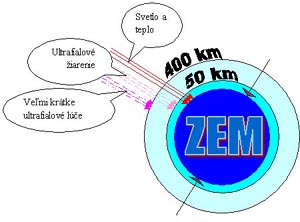 Svetlo a
teplo
Ultrafialové
žiarenie
Veľmi krátke
ultrafialové lúče
400 km
50 km
ZEM